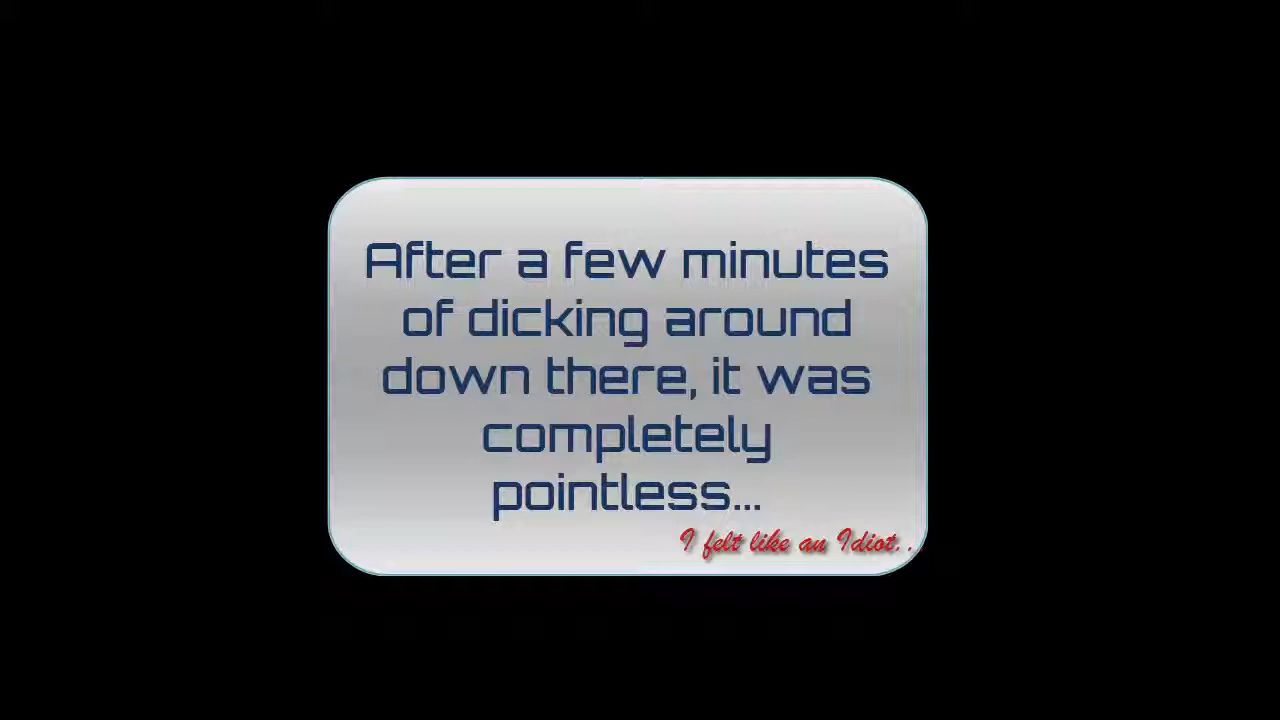 After a few minutes
of dicking around
down there, it was
completely
pointless...
I felt like an Idiot..